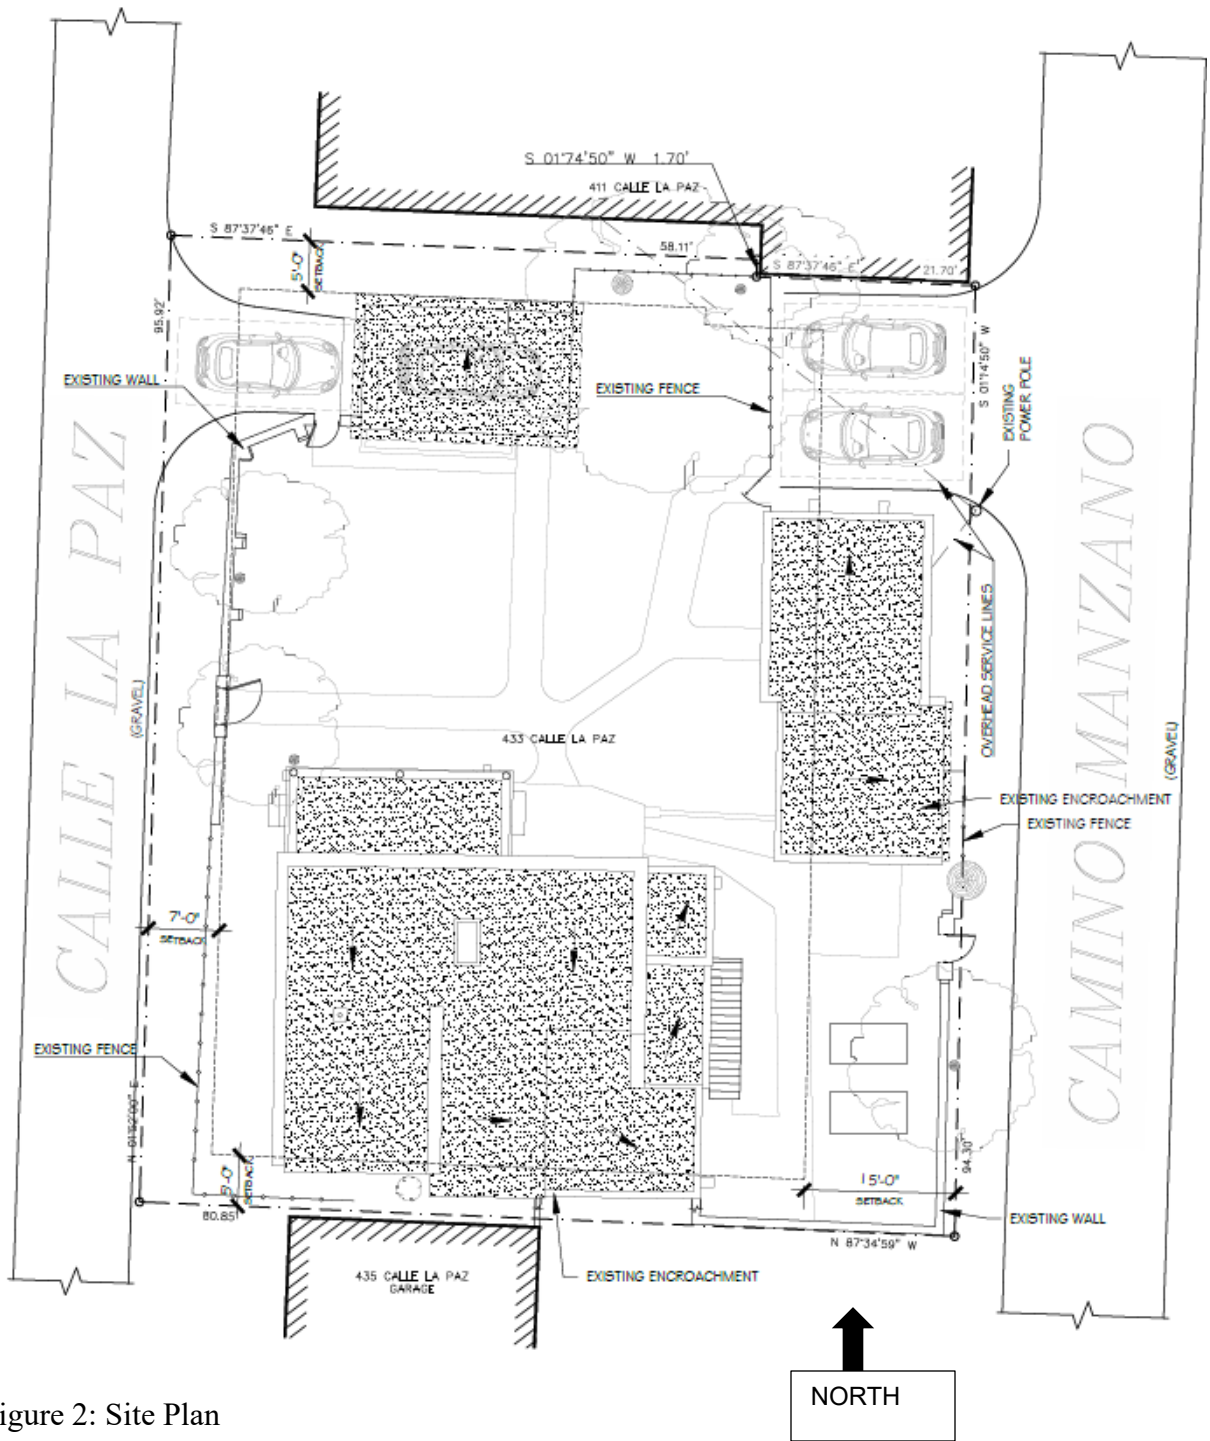 S 01°74'50" W 1.70'
411 CALLE LA PAZ
S 87°37'46" E
58.11'
5'-0"
SETBACK
S 87°37'46" E
21.70'
95.92'
S 01°14'50" W
EXISTING WALL
EXISTING FENCE
EXISTING
POWER POLE
CALLE LA PAZ
(GRAVEL)
CAMINO MANZANO
(GRAVEL)
OVERHEAD SERVICE LINES
433 CALLE LA PAZ
EXISTING ENCROACHMENT
EXISTING FENCE
7'-0"
SETBACK
EXISTING FENCE
N 01°52'00" E
SETBACK
80.85'
15'-0"
SETBACK
94.30'
N 87°34'59" W
EXISTING WALL
435 CALLE LA PAZ
GARAGE
EXISTING ENCROACHMENT
NORTH
igure 2: Site Plan